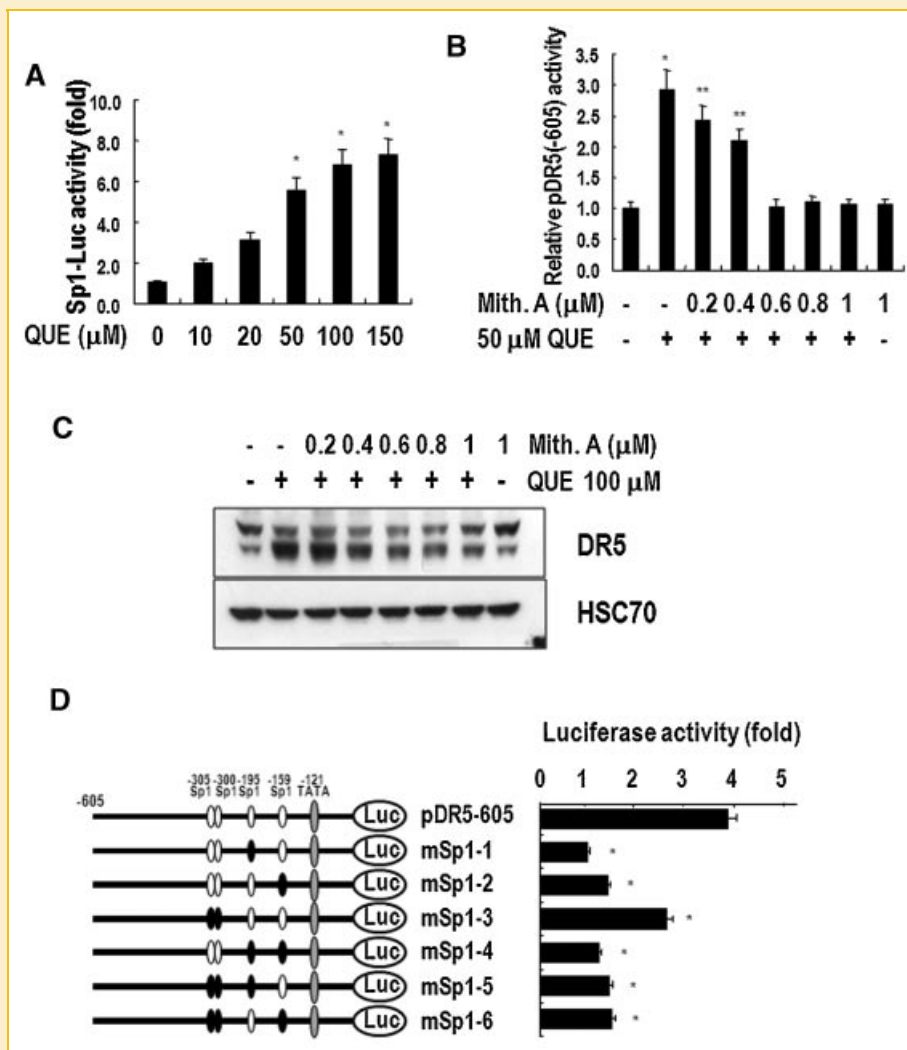 A
Sp1-Luc activity (fold)
10.0
8.0
6.0
4.0
2.0
0.0
* * *
QUE (µM) 0 10 20 50 100 150
B
Relative pDR5(-605) activity
3.5
3.0
2.5
2.0
1.5
1.0
0.5
0.0
* ** **
Mith. A (µM) - - 0.2 0.4 0.6 0.8 1 1
50 µM QUE - + + + + + + -
C
- - 0.2 0.4 0.6 0.8 1 1 Mith. A (µM)
- + + + + + + - QUE 100 µM
DR5
HSC70
D
Luciferase activity (fold)
0 1 2 3 4 5
-305 -300 -195 -159 -121
Sp1 Sp1 Sp1 Sp1 TATA
-605
Luc pDR5-605
Luc mSp1-1 *
Luc mSp1-2 *
Luc mSp1-3 *
Luc mSp1-4 *
Luc mSp1-5 *
Luc mSp1-6 *